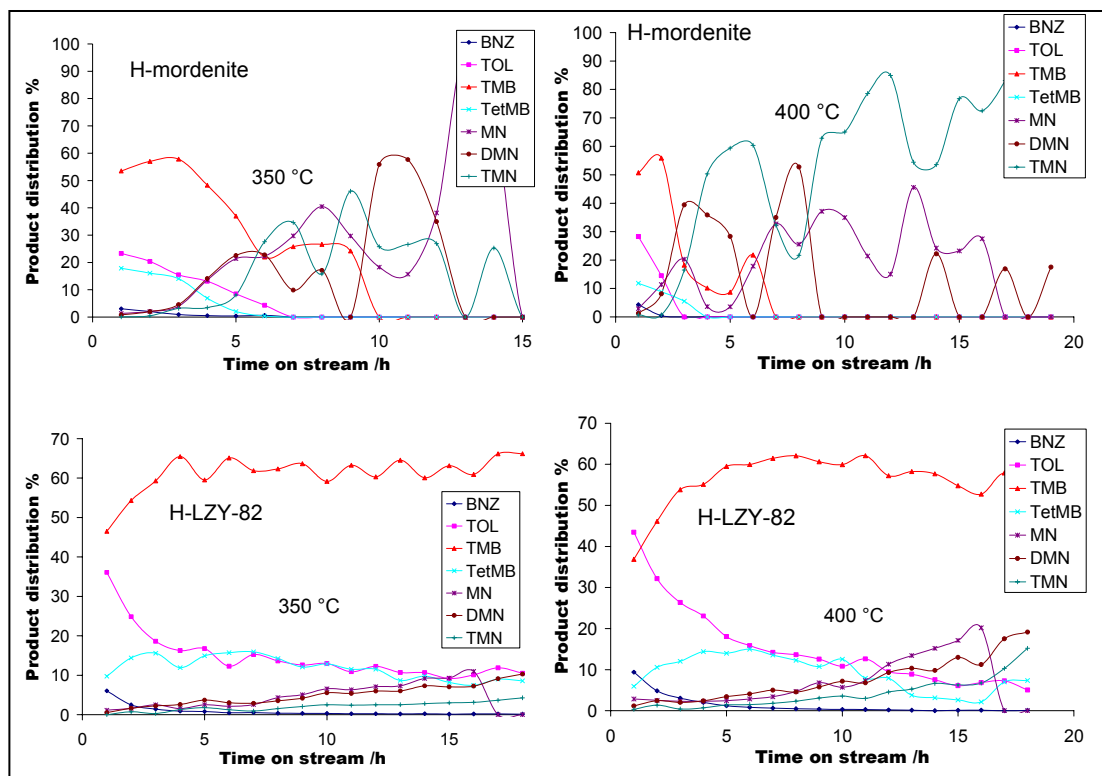 H-mordenite
350 °C
Product distribution %
100
90
80
70
60
50
40
30
20
10
0
0 5 10 15
Time on stream /h
BNZ
TOL
TMB
TetMB
MN
DMN
TMN
H-mordenite
400 °C
Product distribution %
100
90
80
70
60
50
40
30
20
10
0
0 5 10 15 20
Time on stream /h
BNZ
TOL
TMB
TetMB
MN
DMN
TMN
H-LZY-82
350 °C
Product distribution %
70
60
50
40
30
20
10
0
0 5 10 15
Time on stream /h
BNZ
TOL
TMB
TetMB
MN
DMN
TMN
H-LZY-82
400 °C
Product distribution %
70
60
50
40
30
20
10
0
0 5 10 15 20
Time on stream /h
BNZ
TOL
TMB
TetMB
MN
DMN
TMN